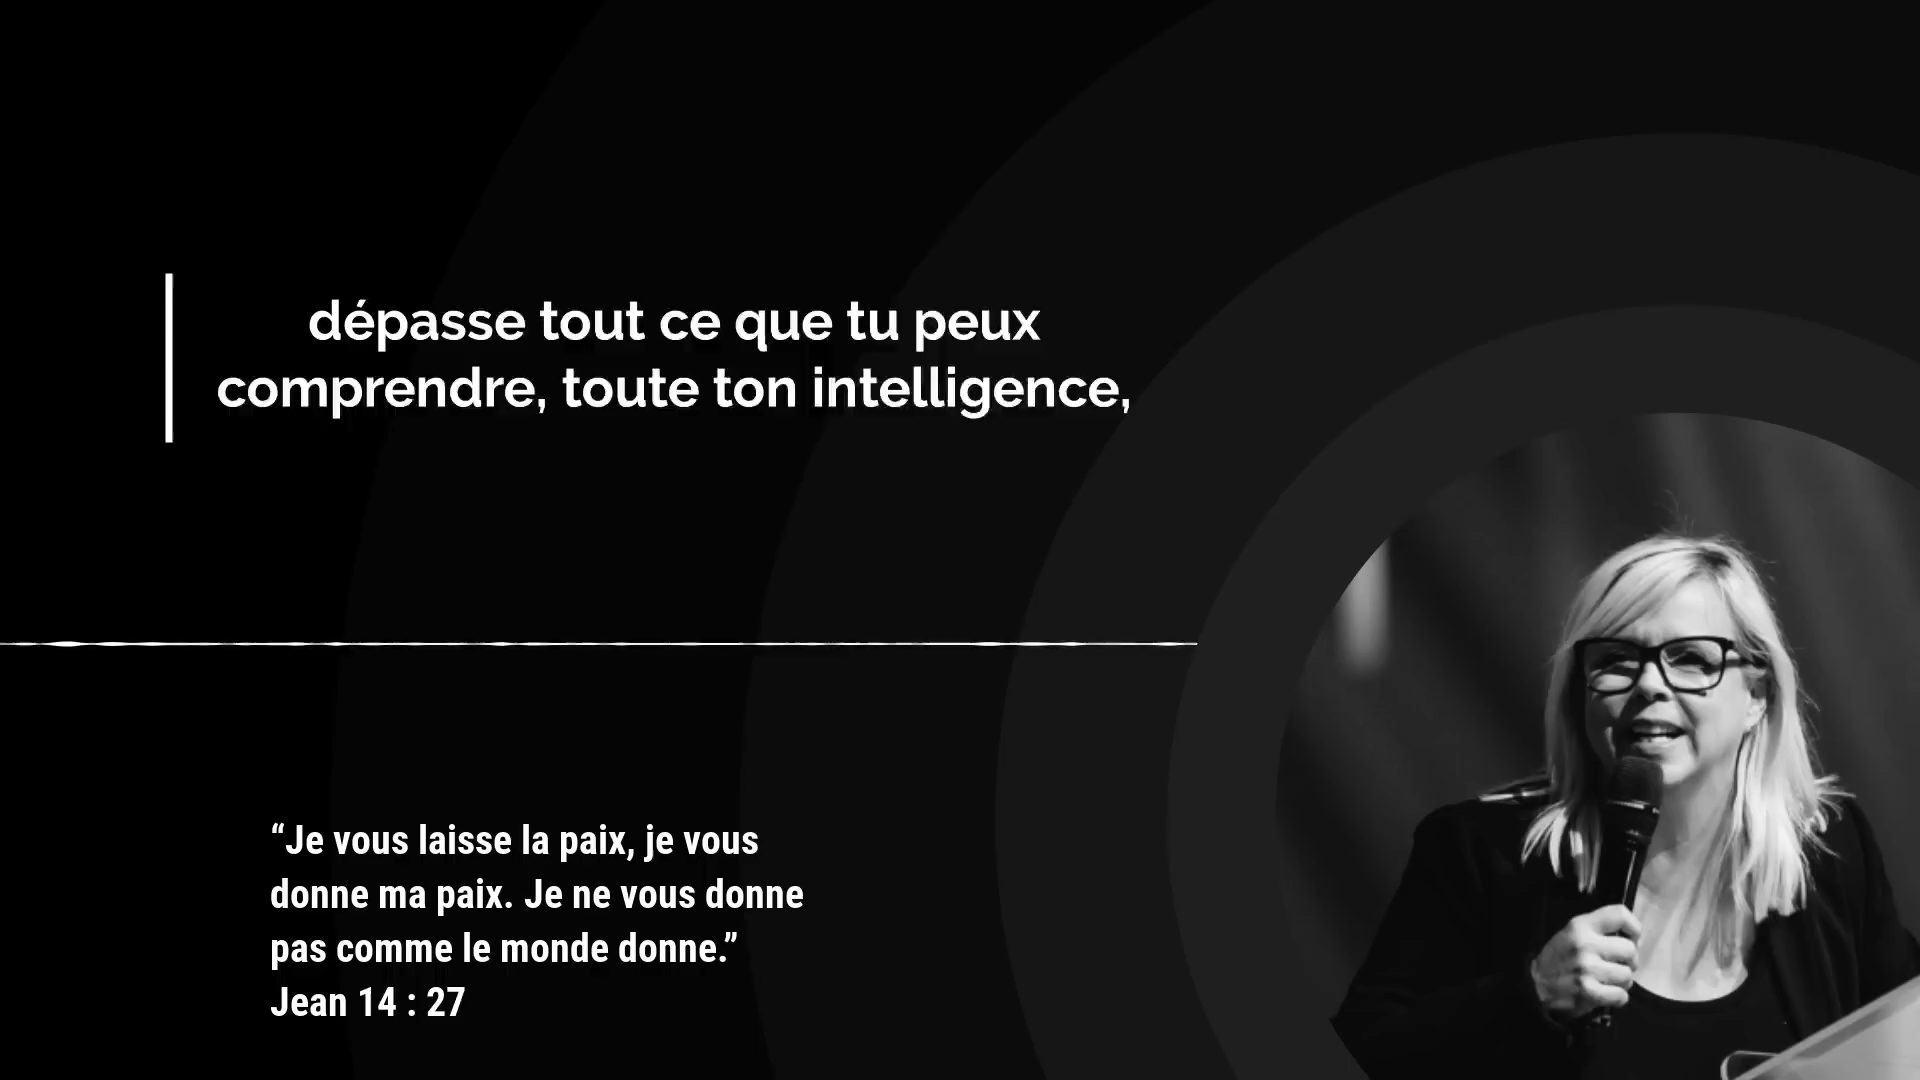 dépasse tout ce que tu peux
comprendre, toute ton intelligence,
“Je vous laisse la paix, je vous
donne ma paix. Je ne vous donne
pas comme le monde donne.”
Jean 14 : 27